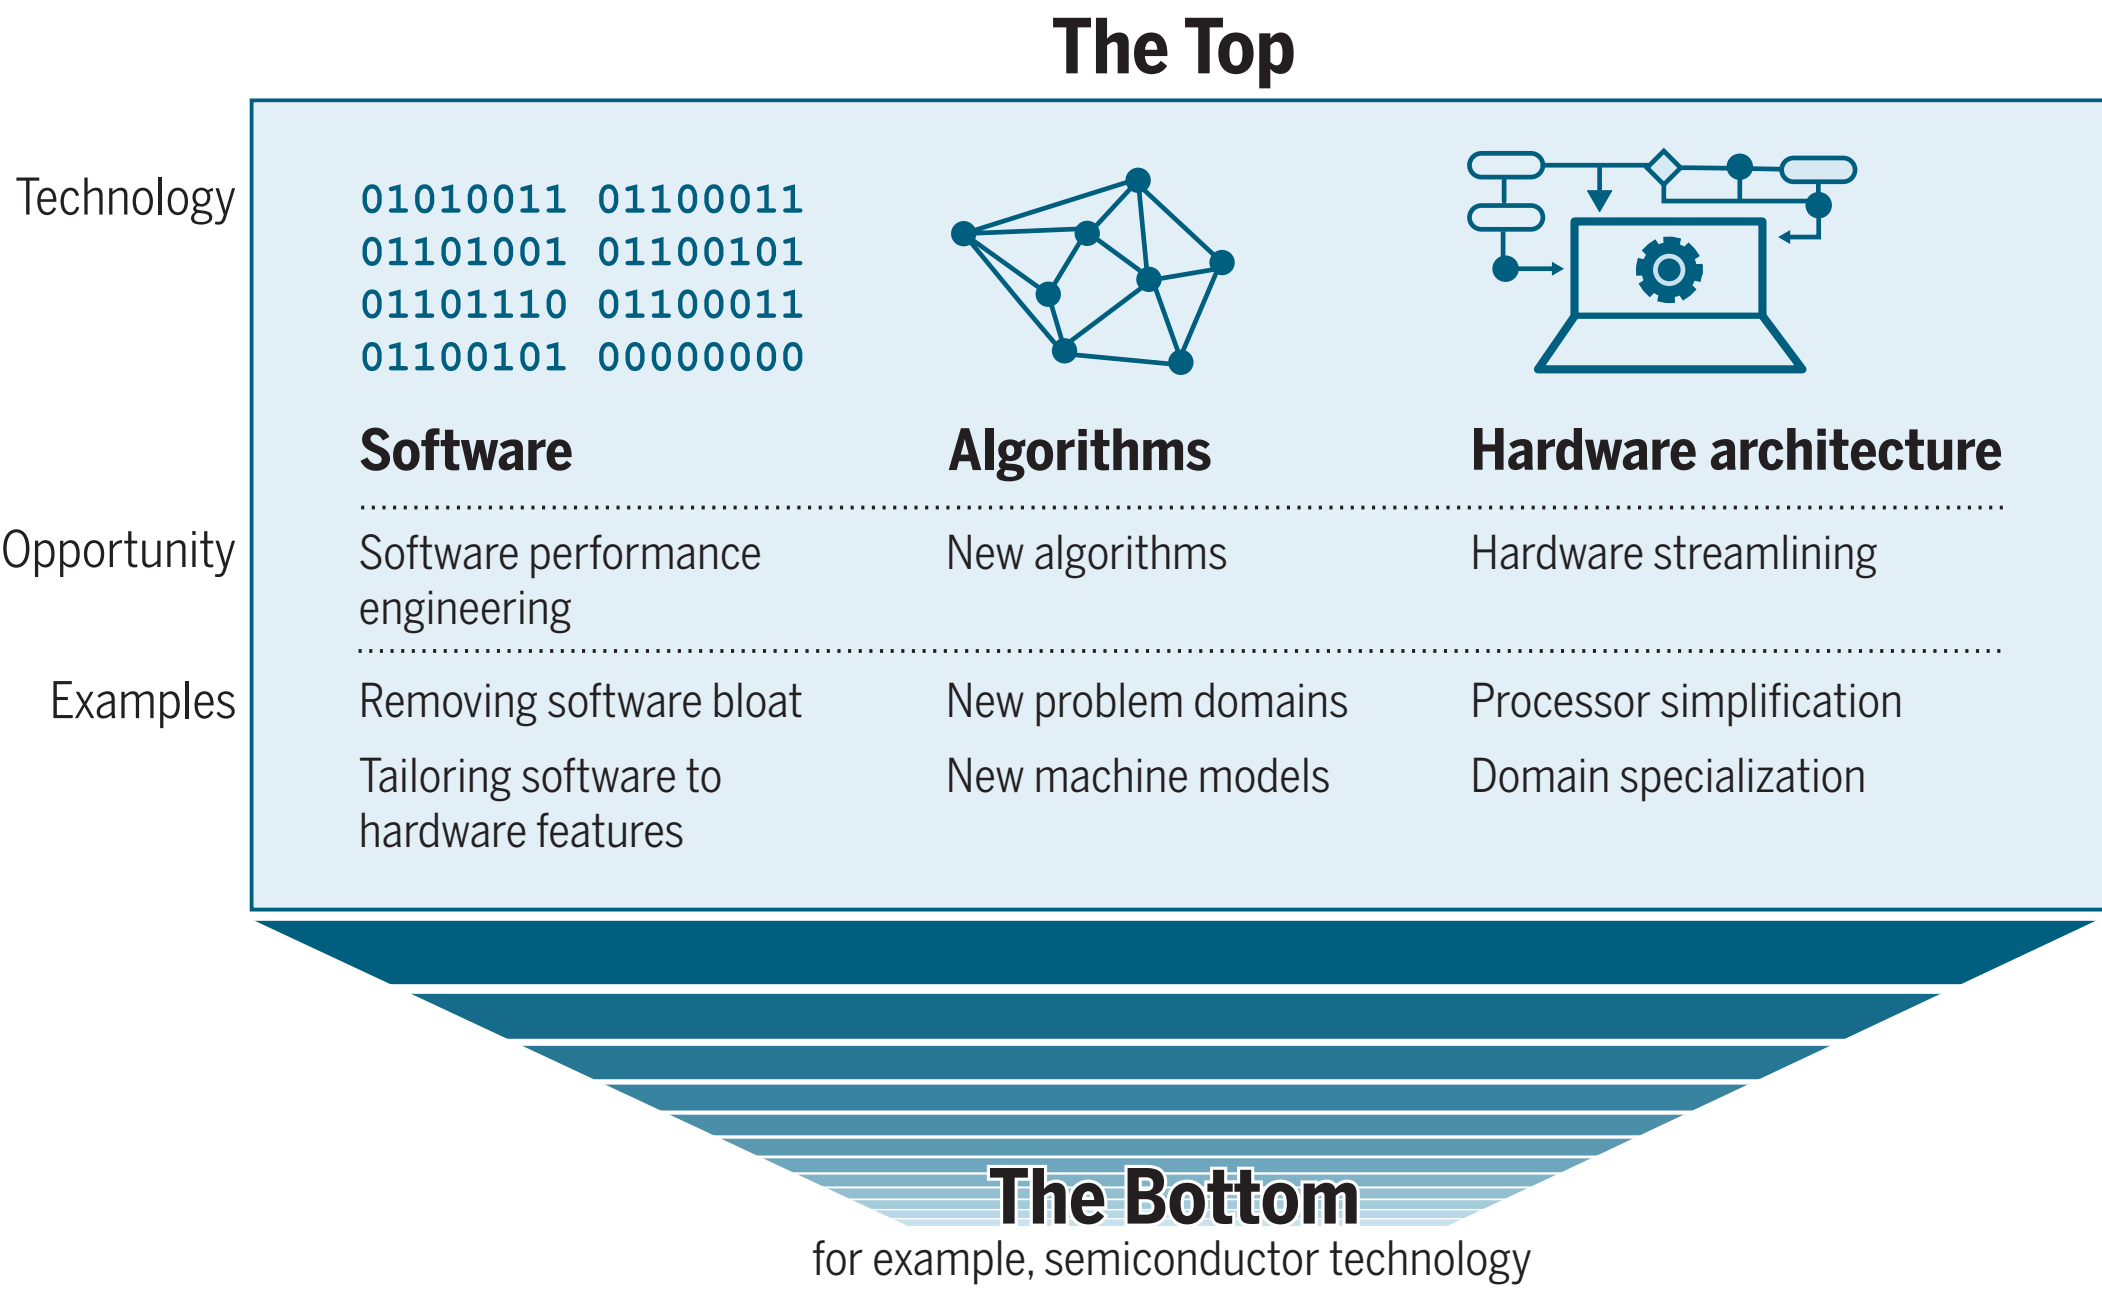 The Top
Technology
01010011 01100011
01101001 01100101
01101110 01100011
01100101 00000000
Software
Algorithms
Hardware architecture
Opportunity
Software performance
engineering
New algorithms
Hardware streamlining
Examples
Removing software bloat
New problem domains
Processor simplification
Tailoring software to
hardware features
New machine models
Domain specialization
The Bottom
for example, semiconductor technology